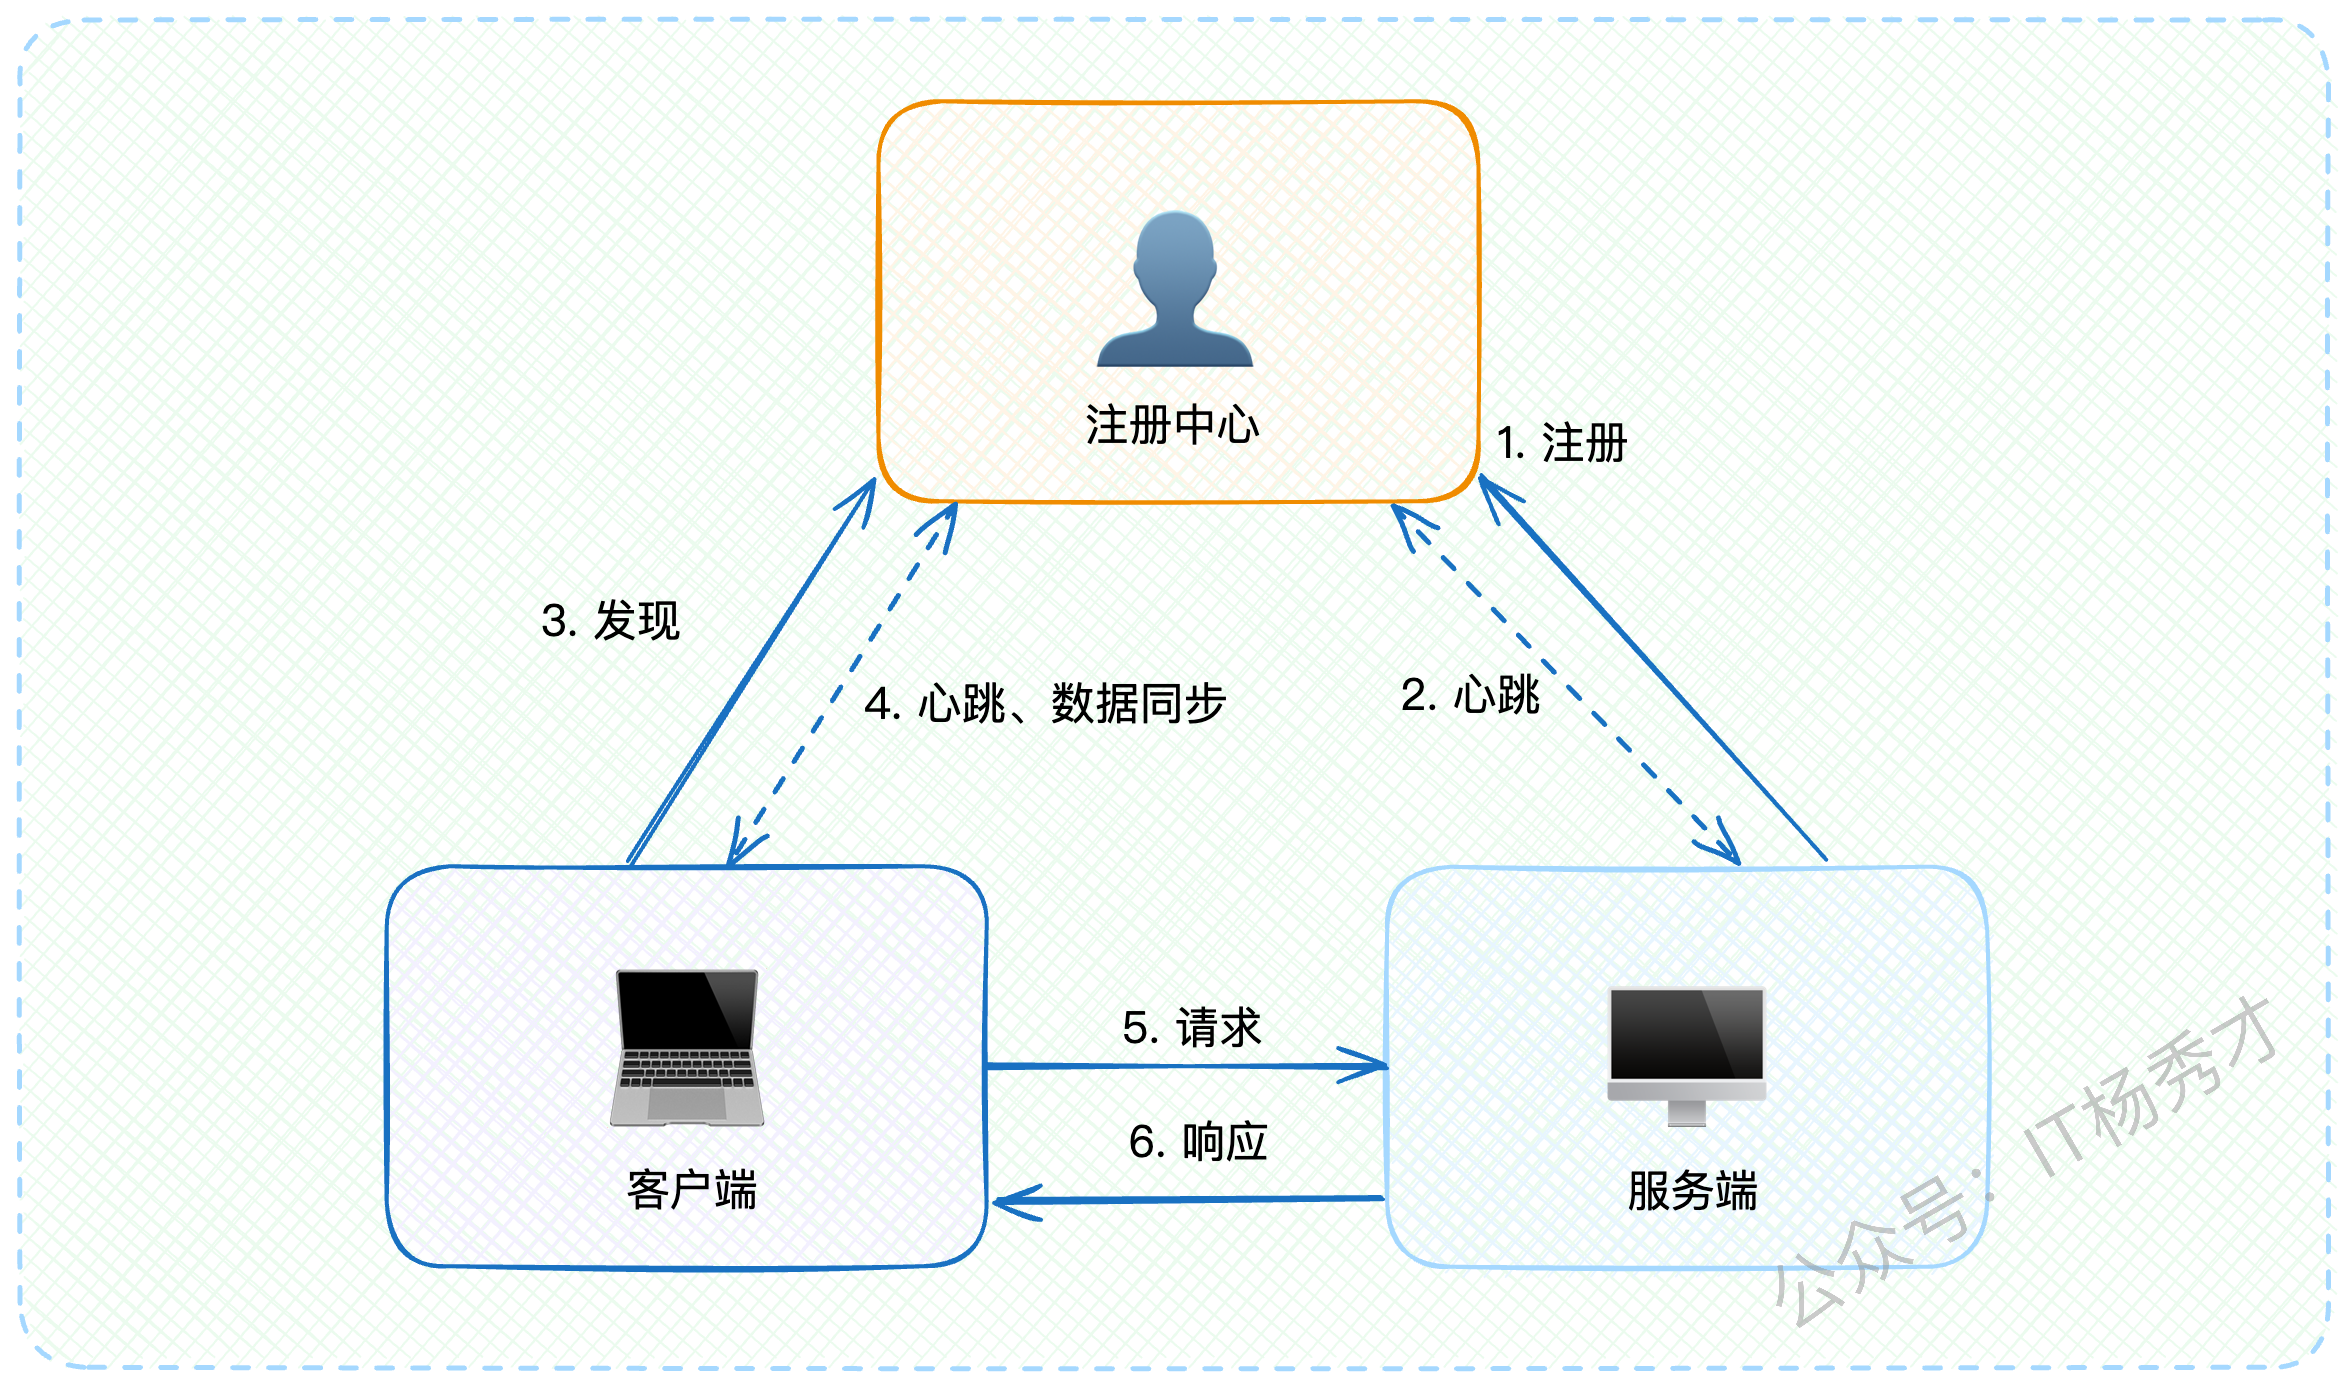 注册中心
1. 注册
3. 发现
4. 心跳、数据同步
2. 心跳
5. 请求
6. 响应
客户端
服务端
公众号：IT杨秀才